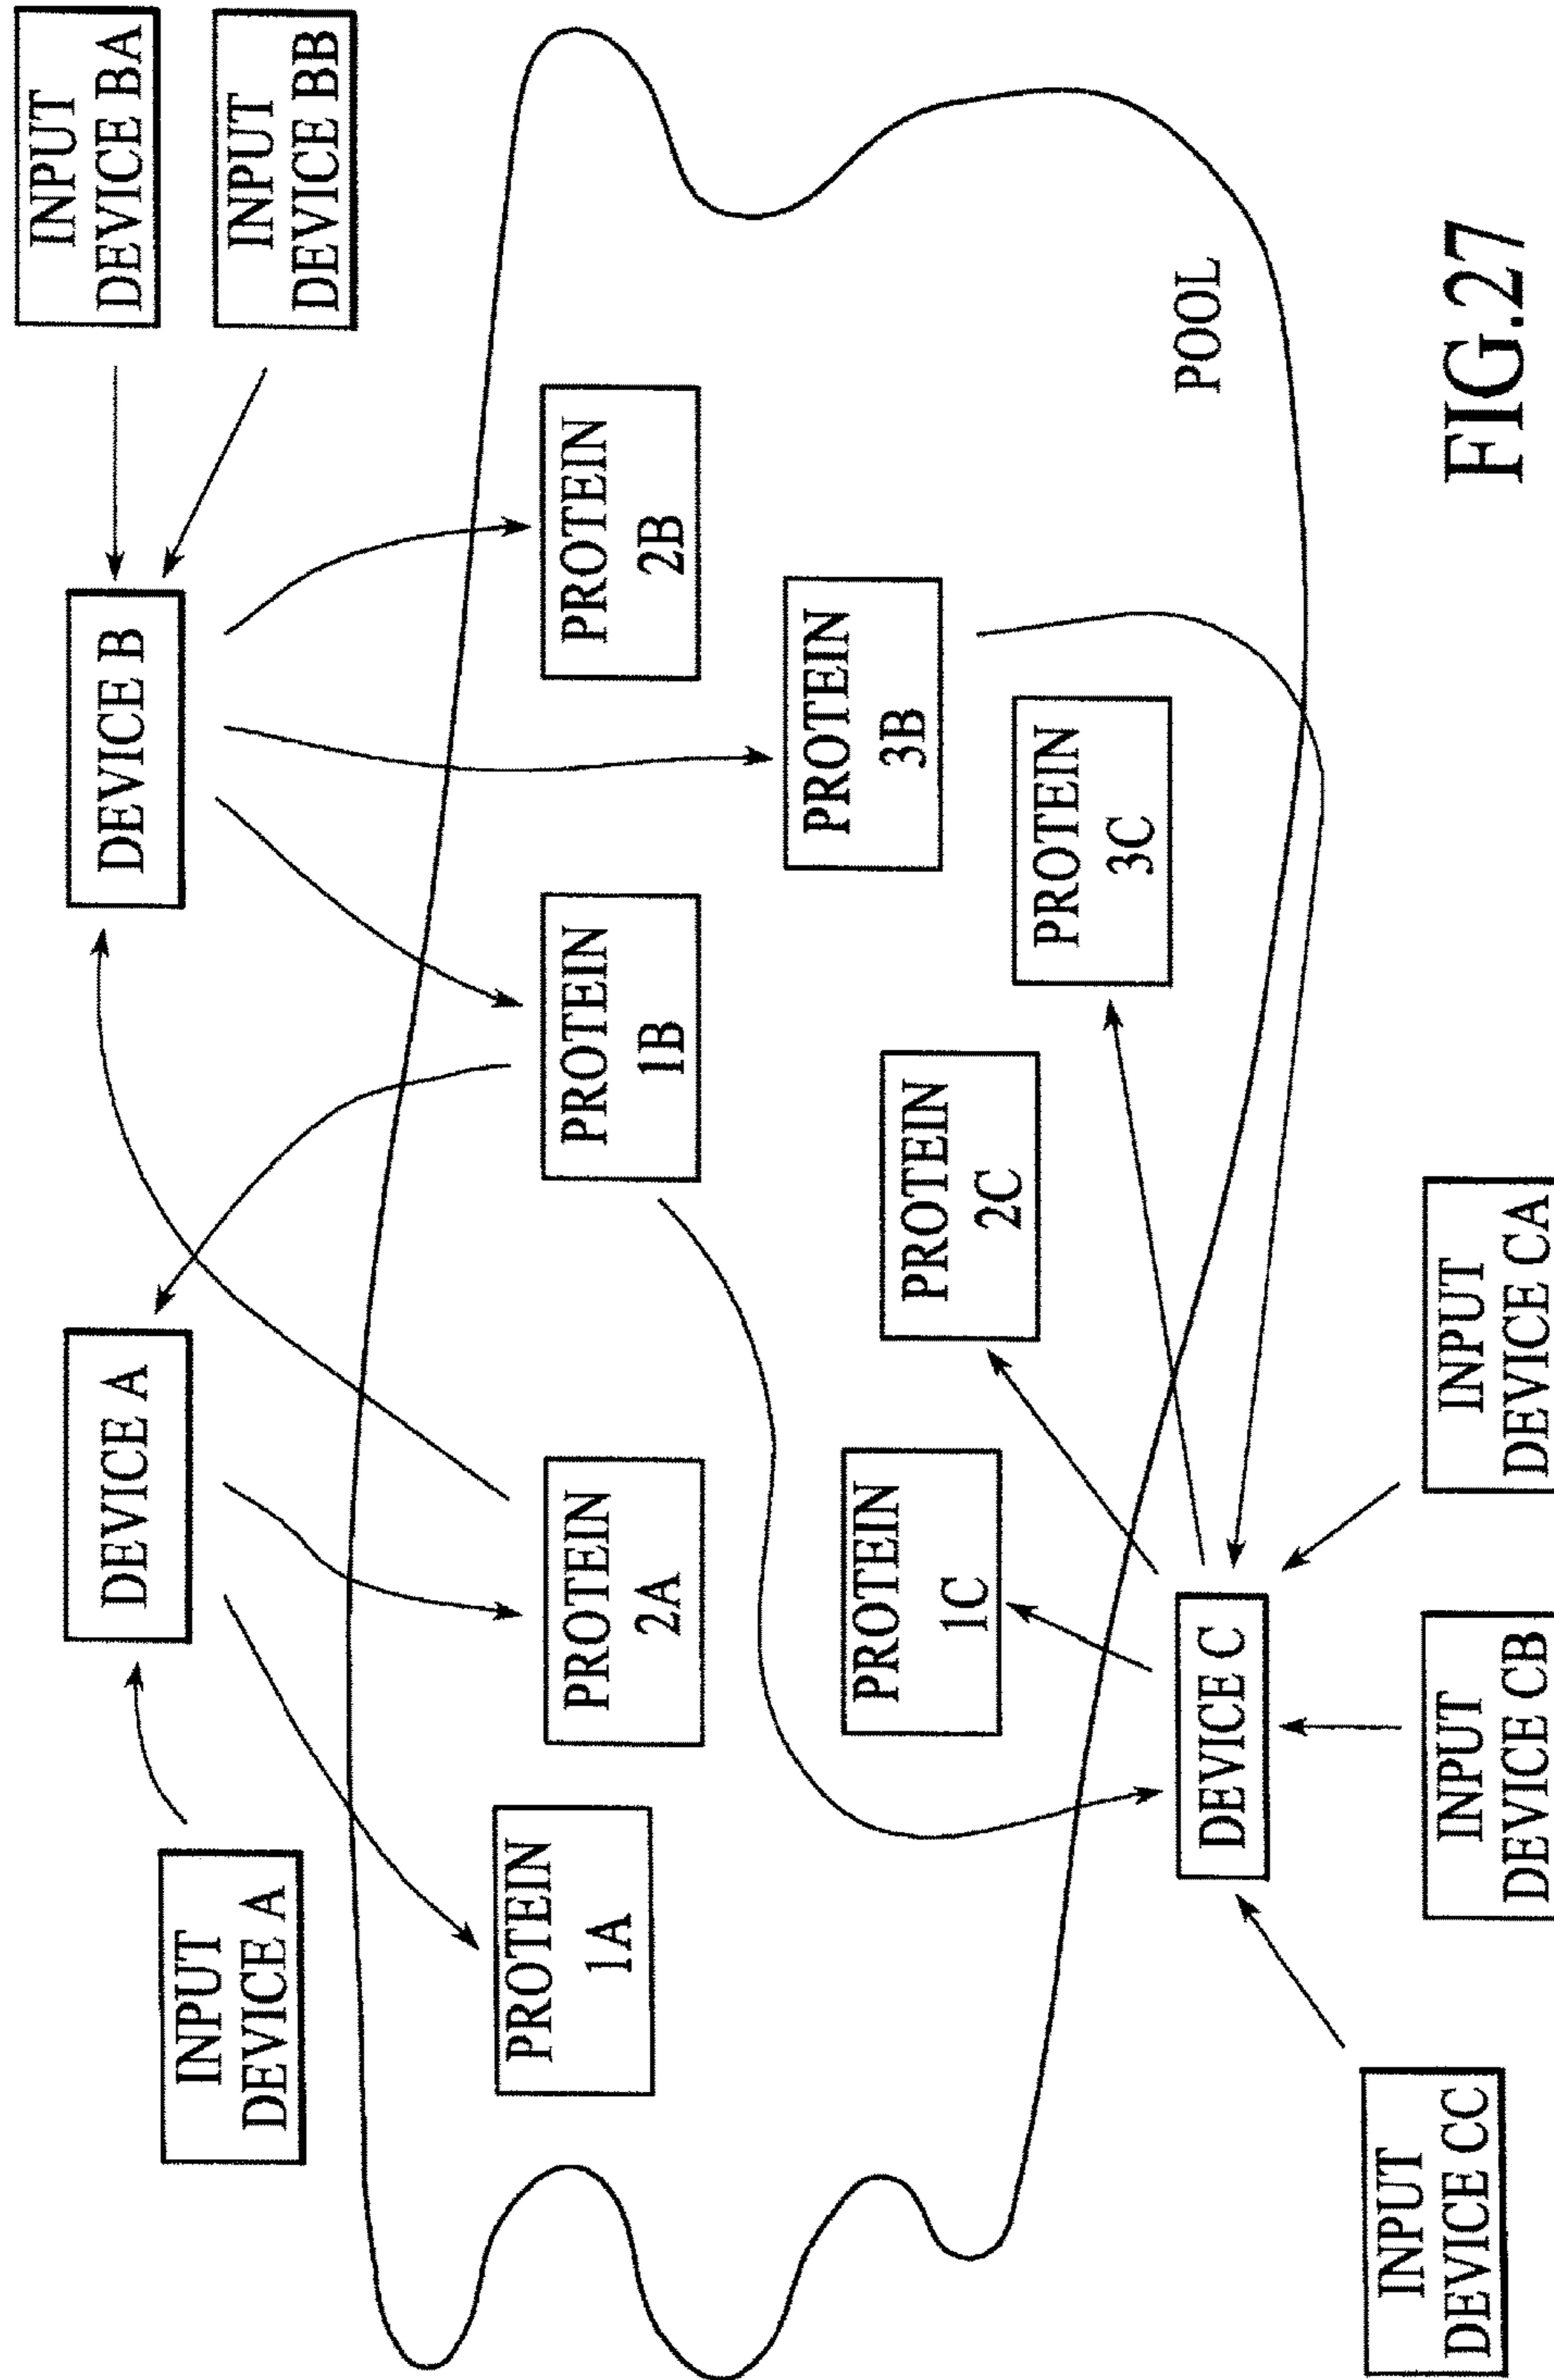 INPUT
DEVICE A
DEVICE A
DEVICE B
INPUT
DEVICE BA
INPUT
DEVICE BB
PROTEIN
1A
PROTEIN
2A
PROTEIN
1B
PROTEIN
2B
PROTEIN
3B
PROTEIN
1C
PROTEIN
2C
PROTEIN
3C
POOL
DEVICE C
INPUT
DEVICE CC
INPUT
DEVICE CB
INPUT
DEVICE CA
FIG.27